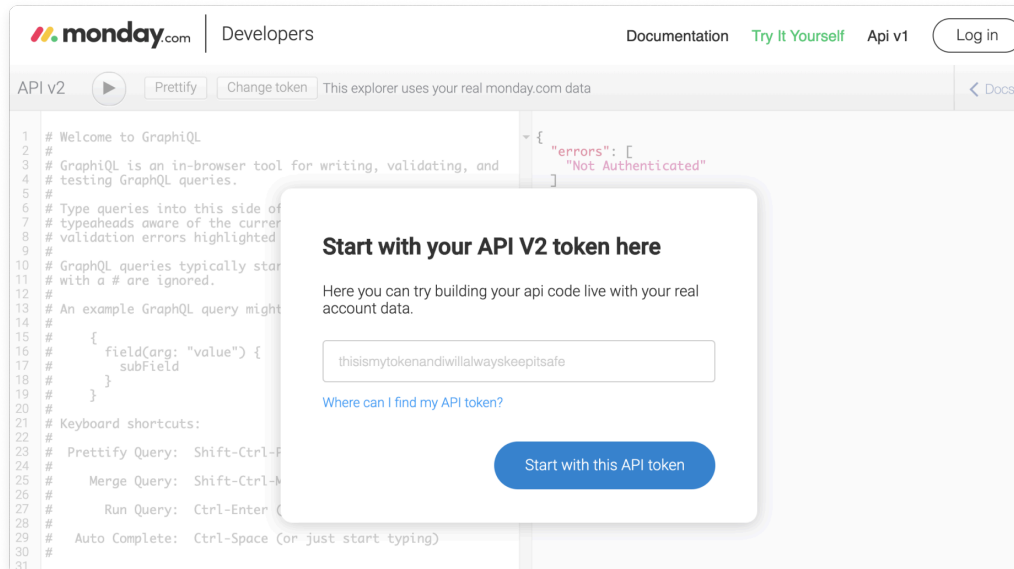 monday.com
Developers
Documentation
Try It Yourself
Api v1
Log in
API v2
Prettify
Change token
This explorer uses your real monday.com data
Docs
1 # Welcome to GraphiQL
2 #
3 # GraphiQL is an in-browser tool for writing, validating, and
4 # testing GraphQL queries.
5 #
6 # Type queries into this side of
7 # typeaheads aware of the curren
8 # validation errors highlighted
9 #
10 # GraphQL queries typically star
11 # with a # are ignored.
12 #
13 # An example GraphQL query might
14 #
15 #     {
16 #       field(arg: "value") {
17 #         subField
18 #       }
19 #     }
20 #
21 # Keyboard shortcuts:
22 #
23 #  Prettify Query:  Shift-Ctrl-P
24 #
25 #     Merge Query:  Shift-Ctrl-M
26 #
27 #       Run Query:  Ctrl-Enter (
28 #
29 #   Auto Complete:  Ctrl-Space (or just start typing)
30 #
31
{
"errors": [
"Not Authenticated"
]
Start with your API V2 token here
Here you can try building your api code live with your real
account data.
thisismytokenandiwillalwayskeepitsafe
Where can I find my API token?
Start with this API token